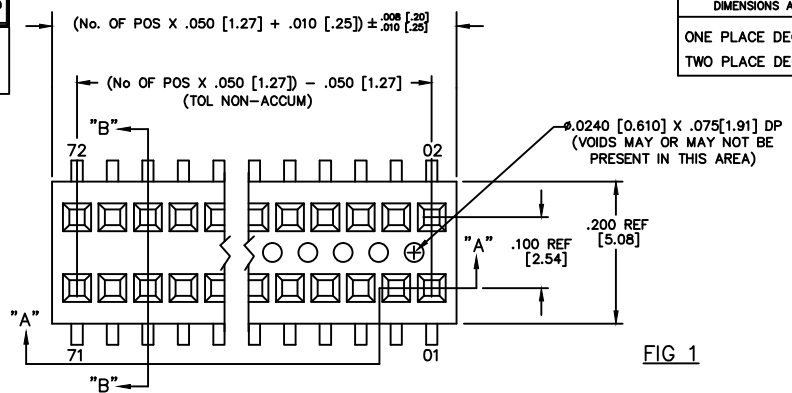 (No. OF POS X .050 [1.27] + .010 [.25]) ± .008 [.20]
.010 [.25]
DIMENSIONS A
ONE PLACE DE
TWO PLACE DE
(No OF POS X .050 [1.27]) – .050 [1.27]
(TOL NON-ACCUM)
"B"
72
02
ø.0240 [0.610] X .075[1.91] DP
(VOIDS MAY OR MAY NOT BE
PRESENT IN THIS AREA)
"A"
.100 REF
[2.54]
.200 REF
[5.08]
"A"
71
01
"B"
FIG 1